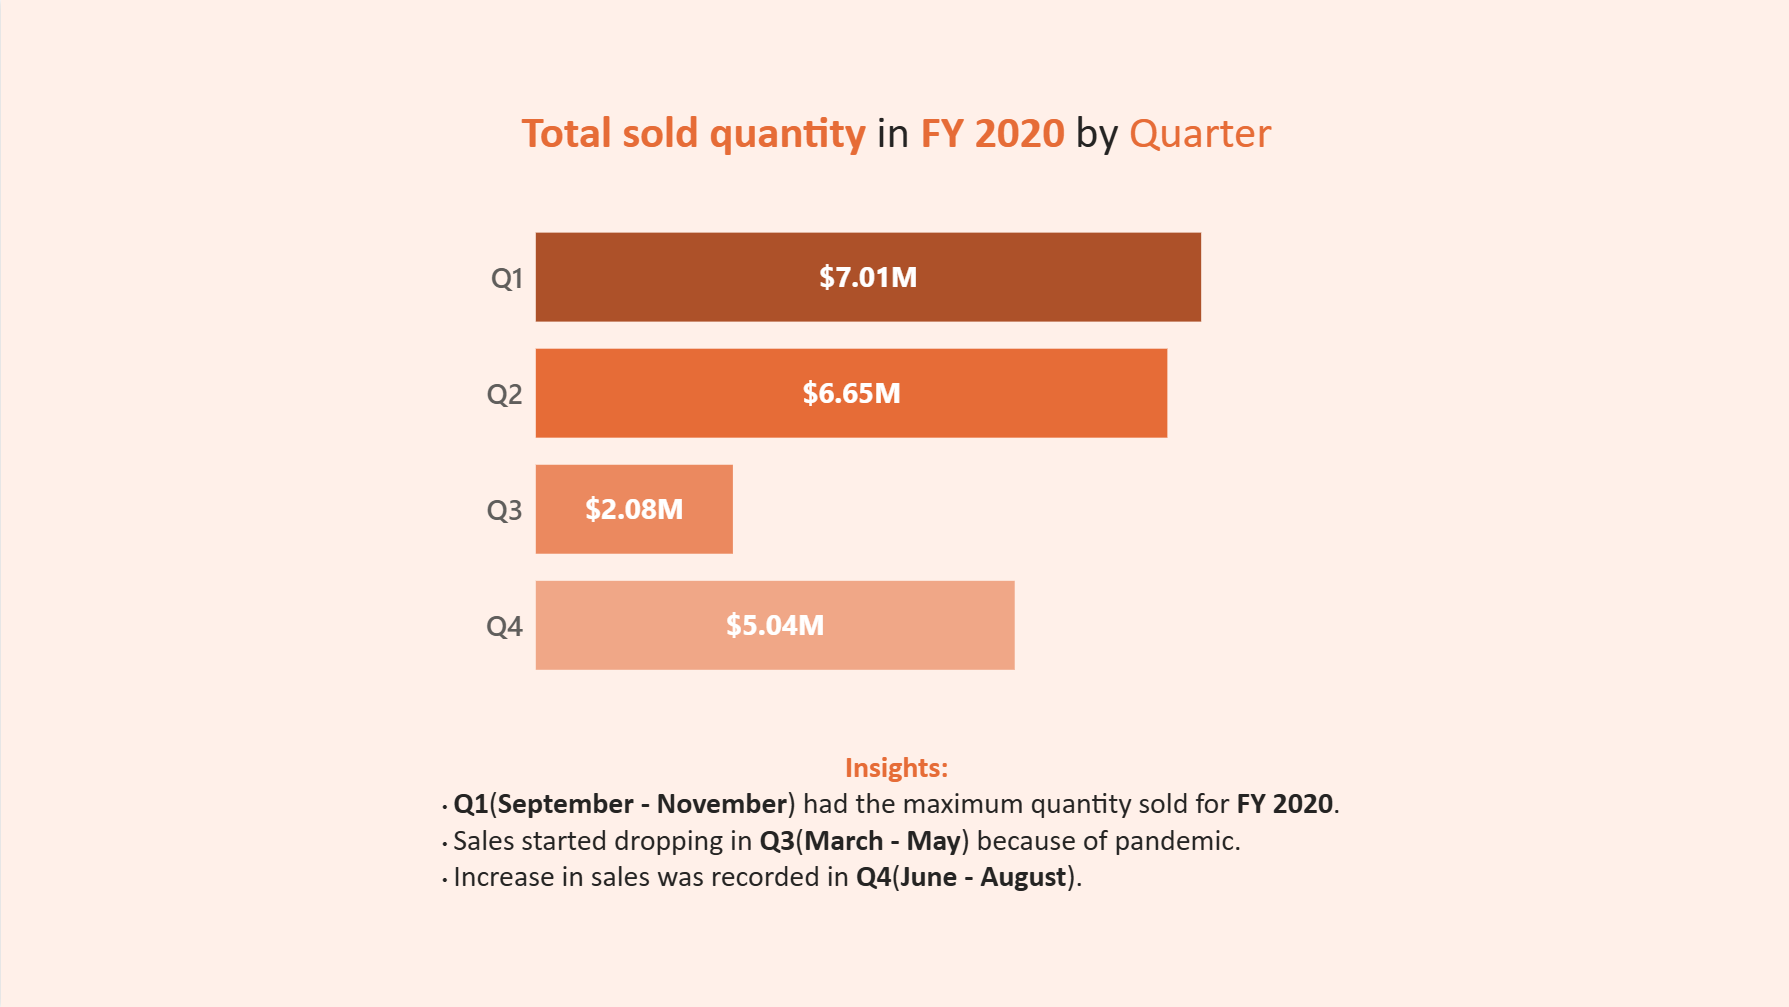 Total sold quantity in FY 2020 by Quarter
Q1 $7.01M
Q2 $6.65M
Q3 $2.08M
Q4 $5.04M
Insights:
· Q1(September - November) had the maximum quantity sold for FY 2020.
· Sales started dropping in Q3(March - May) because of pandemic.
· Increase in sales was recorded in Q4(June - August).